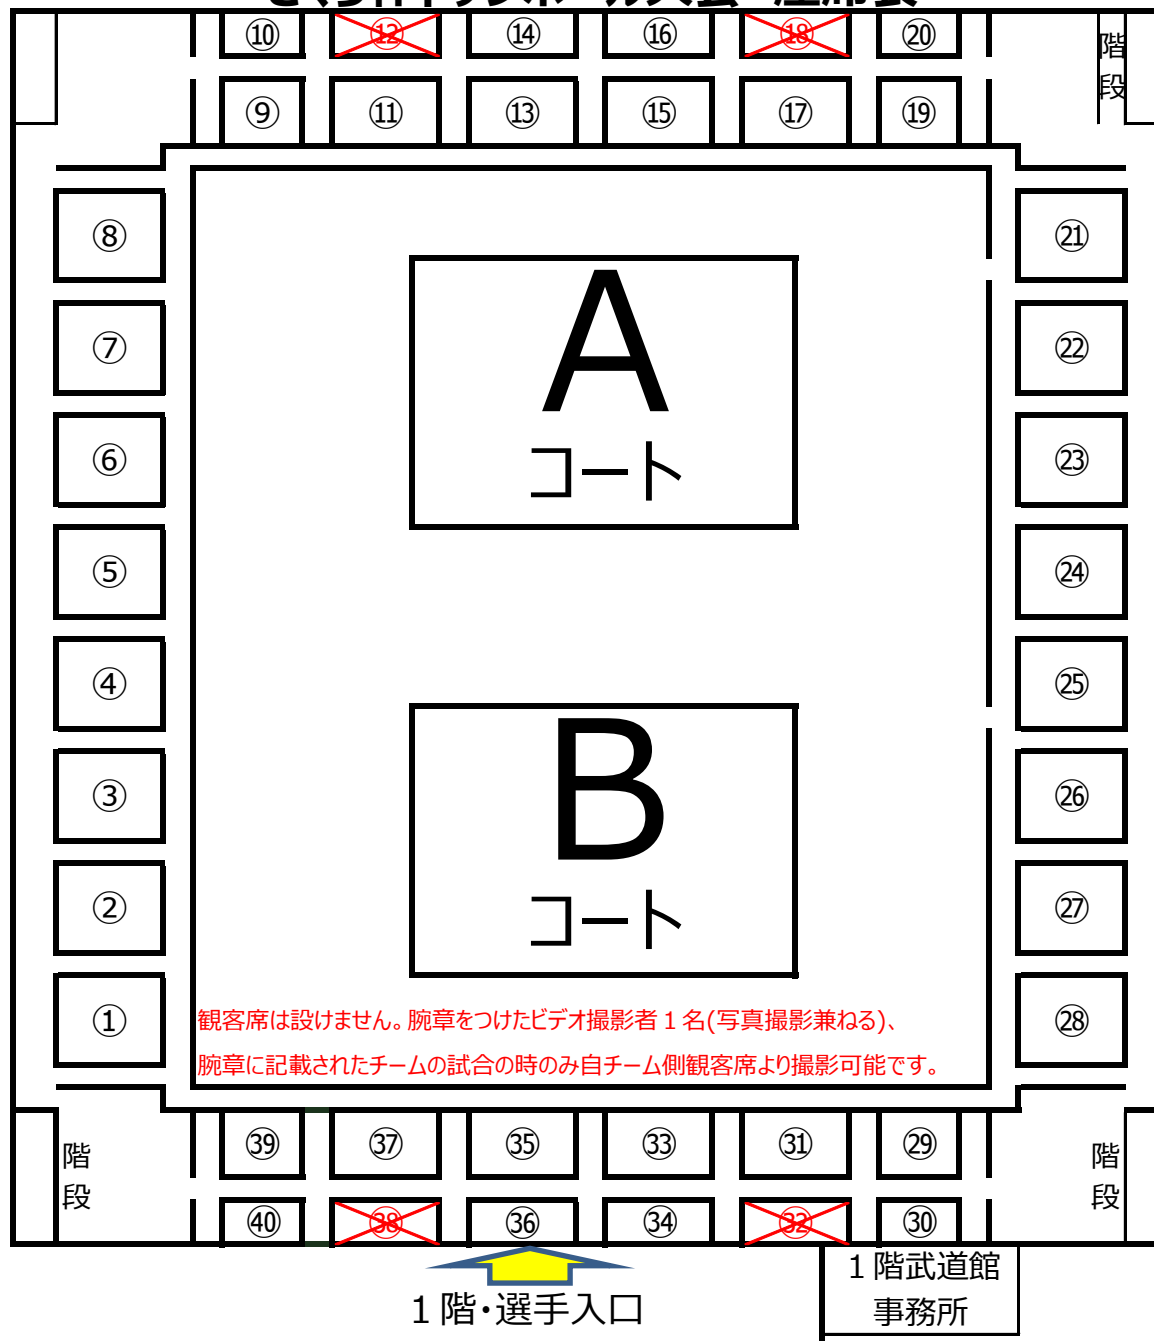 ⑩ ⑫ ⑭ ⑯ ⑱ ⑳
階段
⑨ ⑪ ⑬ ⑮ ⑰ ⑲
⑧ ㉑
⑦ ㉒
A
コート
⑥ ㉓
⑤ ㉔
④ ㉕
③ ㉖
B
コート
② ㉗
① ㉘
観客席は設けません。腕章をつけたビデオ撮影者1名(写真撮影兼ねる)、
腕章に記載されたチームの試合の時のみ自チーム側観客席より撮影可能です。
㊴ ㊲ ㉟ ㉝ ㉛ ㉙
階段 階段
㊵ ㊳ ㊱ ㉞ ㉜ ㉚
1階・選手入口
1階武道館
事務所